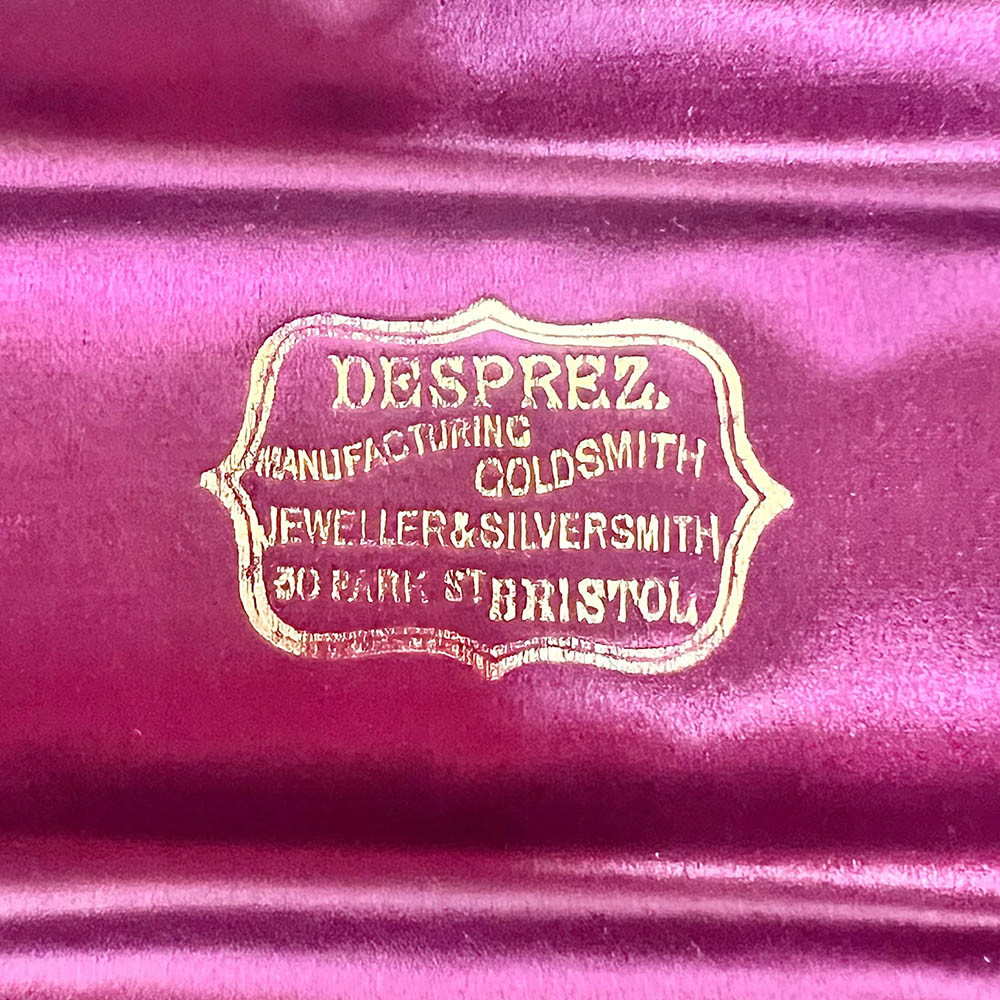 DESPREZ.
MANUFACTURING GOLDSMITH
JEWELLER & SILVERSMITH
30 PARK ST BRISTOL